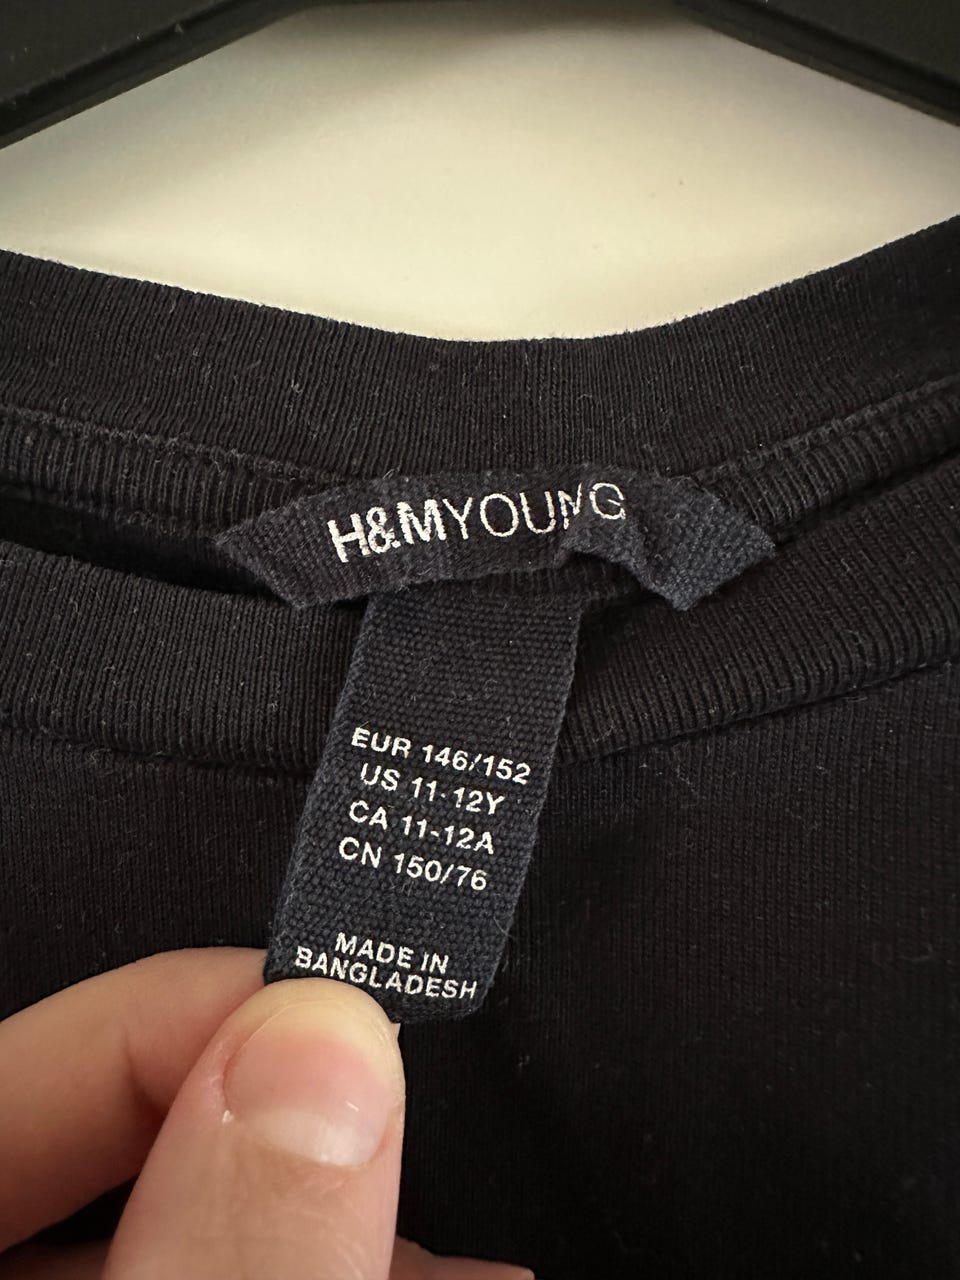 H&MYOUNG
EUR 146/152
US 11-12Y
CA 11-12A
CN 150/76
MADE IN
BANGLADESH